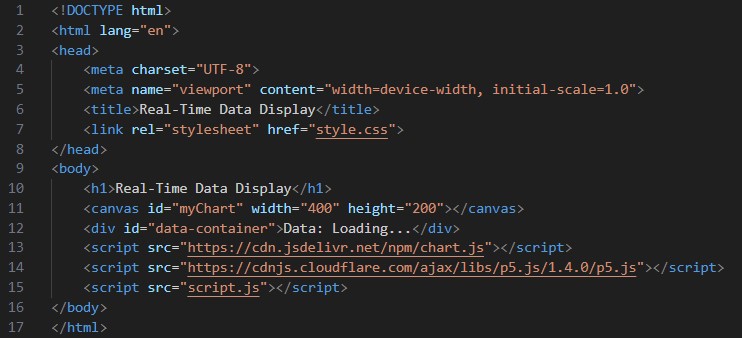 1 <!DOCTYPE html>
2 <html lang="en">
3 <head>
4     <meta charset="UTF-8">
5     <meta name="viewport" content="width=device-width, initial-scale=1.0">
6     <title>Real-Time Data Display</title>
7     <link rel="stylesheet" href="style.css">
8 </head>
9 <body>
10     <h1>Real-Time Data Display</h1>
11     <canvas id="myChart" width="400" height="200"></canvas>
12     <div id="data-container">Data: Loading...</div>
13     <script src="https://cdn.jsdelivr.net/npm/chart.js"></script>
14     <script src="https://cdnjs.cloudflare.com/ajax/libs/p5.js/1.4.0/p5.js"></script>
15     <script src="script.js"></script>
16 </body>
17 </html>